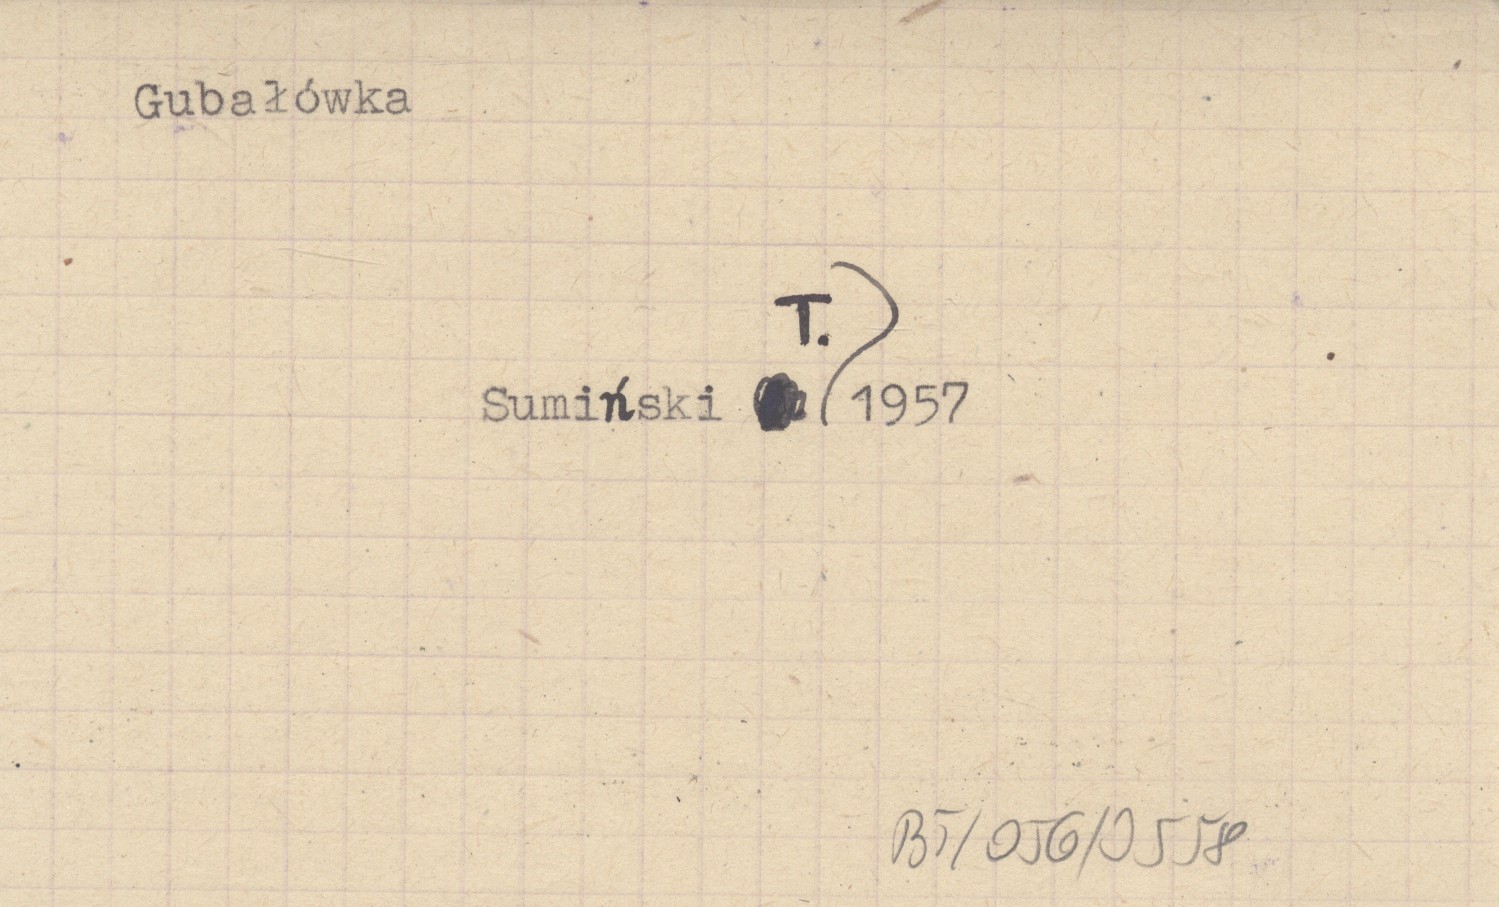 Gubałówka
T.
Sumiński 1957
BT/056/0558